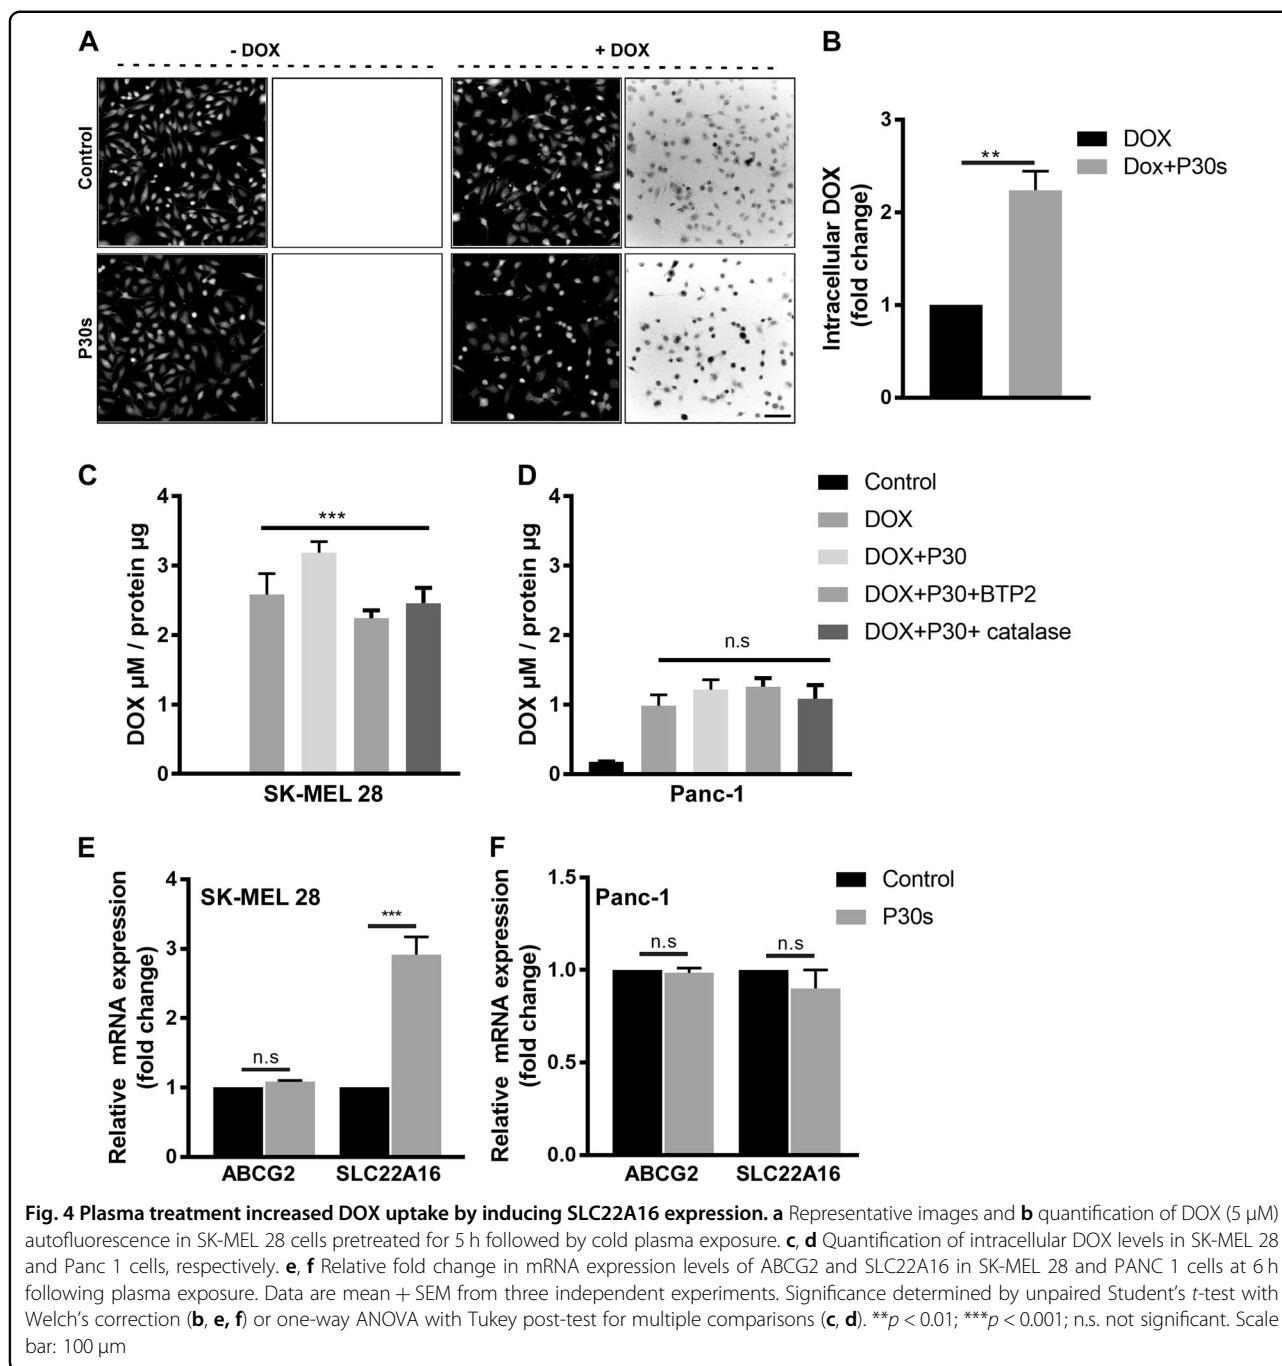 A
- DOX
+ DOX
Control
P30s
B
Intracellular DOX
(fold change)
3
2
1
0
**
DOX
Dox+P30s
C
DOX µM / protein µg
4
3
2
1
0
***
SK-MEL 28
D
DOX µM / protein µg
4
3
2
1
0
n.s
Panc-1
Control
DOX
DOX+P30
DOX+P30+BTP2
DOX+P30+ catalase
E
Relative mRNA expression
(fold change)
4
3
2
1
0
SK-MEL 28
n.s
***
ABCG2
SLC22A16
F
Relative mRNA expression
(fold change)
1.5
1.0
0.5
0.0
Panc-1
n.s
n.s
ABCG2
SLC22A16
Control
P30s
Fig. 4 Plasma treatment increased DOX uptake by inducing SLC22A16 expression. a Representative images and b quantification of DOX (5 µM)
autofluorescence in SK-MEL 28 cells pretreated for 5 h followed by cold plasma exposure. c, d Quantification of intracellular DOX levels in SK-MEL 28
and Panc 1 cells, respectively. e, f Relative fold change in mRNA expression levels of ABCG2 and SLC22A16 in SK-MEL 28 and PANC 1 cells at 6 h
following plasma exposure. Data are mean + SEM from three independent experiments. Significance determined by unpaired Student's t-test with
Welch's correction (b, e, f) or one-way ANOVA with Tukey post-test for multiple comparisons (c, d). **p < 0.01; ***p < 0.001; n.s. not significant. Scale
bar: 100 µm